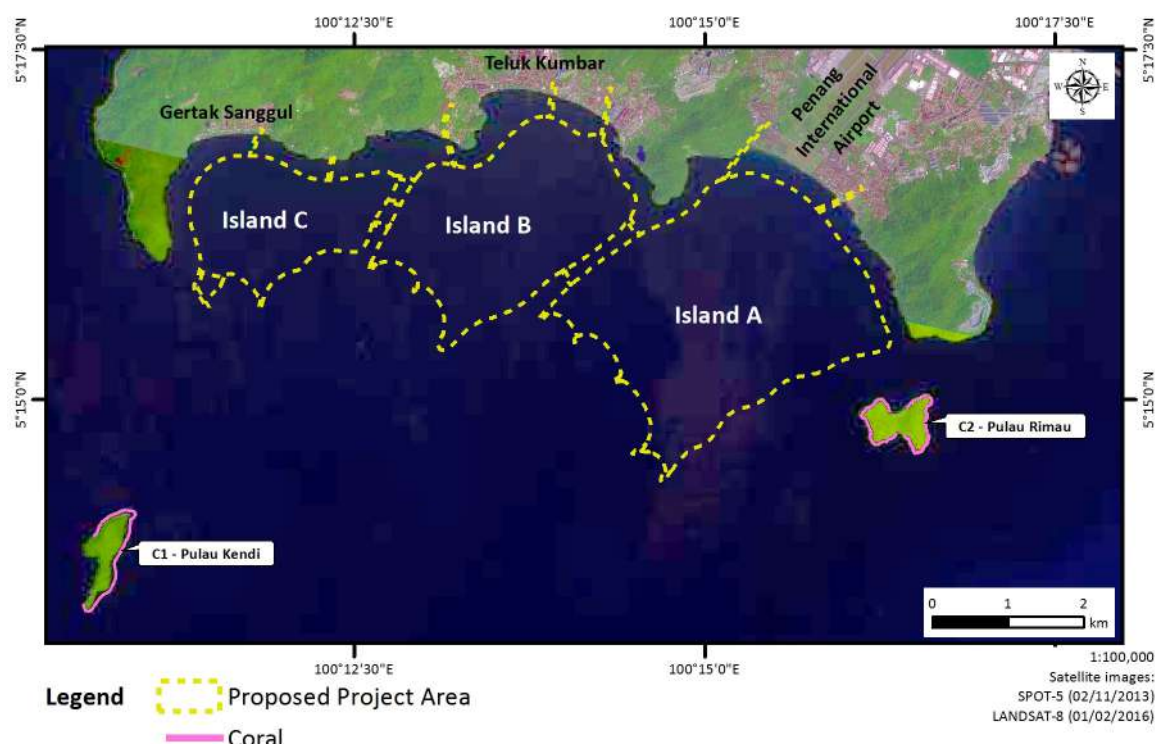 100°12'30"E
100°15'0"E
100°17'30"E
5°17'30"N
5°17'30"N
N
W E
S
Teluk Kumbar
Gertak Sanggul
Penang
International
Airport
Island C
Island B
Island A
5°15'0"N
5°15'0"N
C2 - Pulau Rimau
C1 - Pulau Kendi
0 1 2
km
100°12'30"E
100°15'0"E
1:100,000
Satellite images:
SPOT-5 (02/11/2013)
LANDSAT-8 (01/02/2016)
Legend
Proposed Project Area
Coral